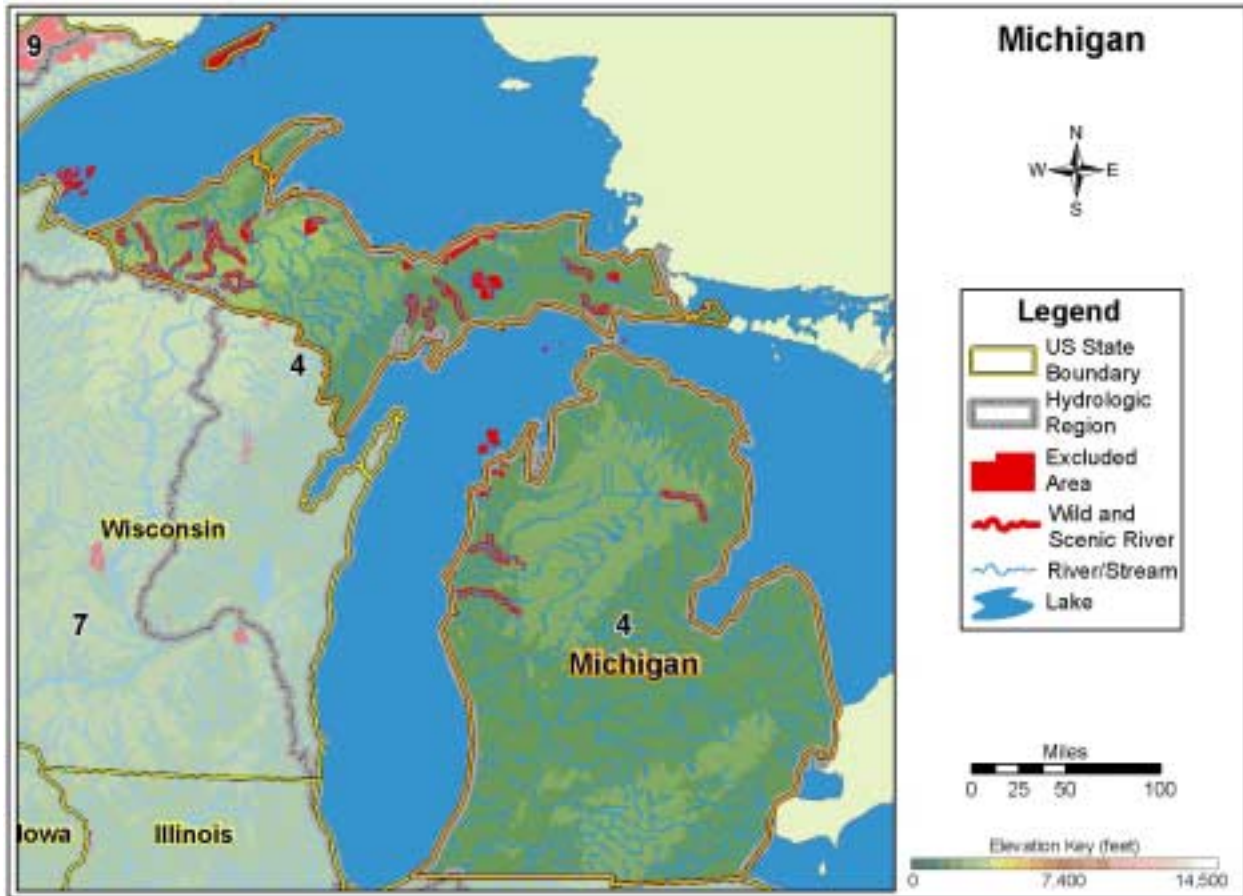 Michigan
N
W E
S
9
4
Wisconsin
7
4
Michigan
Iowa
Illinois
Legend
US State
Boundary
Hydrologic
Region
Excluded
Area
Wild and
Scenic River
River/Stream
Lake
Miles
0 25 50 100
Elevation Key (feet)
0 7,400 14,500